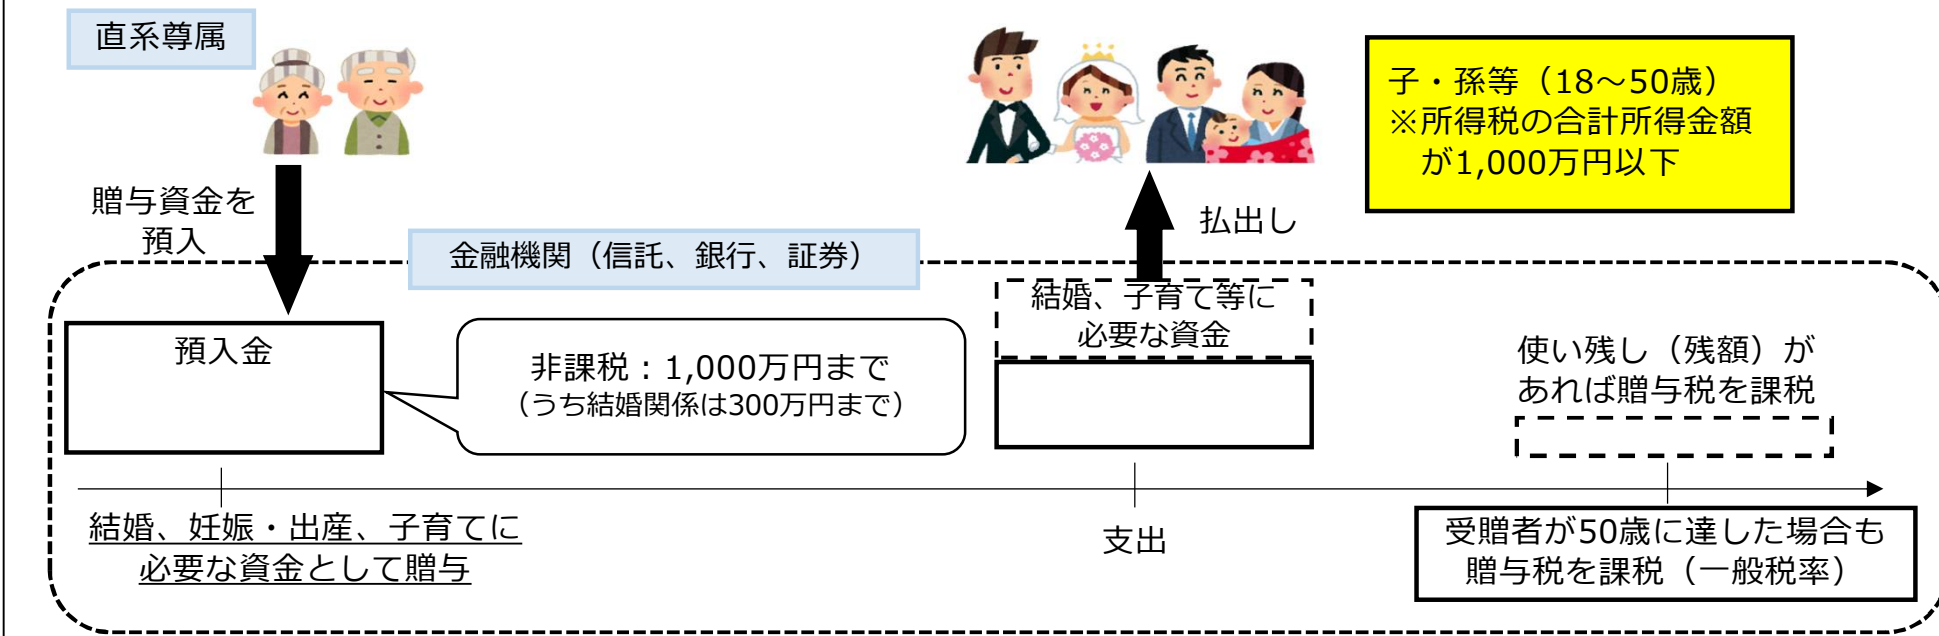 直系尊属
子・孫等（18～50歳）
※所得税の合計所得金額
が1,000万円以下
贈与資金を
預入
払出し
金融機関（信託、銀行、証券）
結婚、子育て等に
必要な資金
預入金
非課税：1,000万円まで
（うち結婚関係は300万円まで）
使い残し（残額）が
あれば贈与税を課税
結婚、妊娠・出産、子育てに
必要な資金として贈与
支出
受贈者が50歳に達した場合も
贈与税を課税（一般税率）